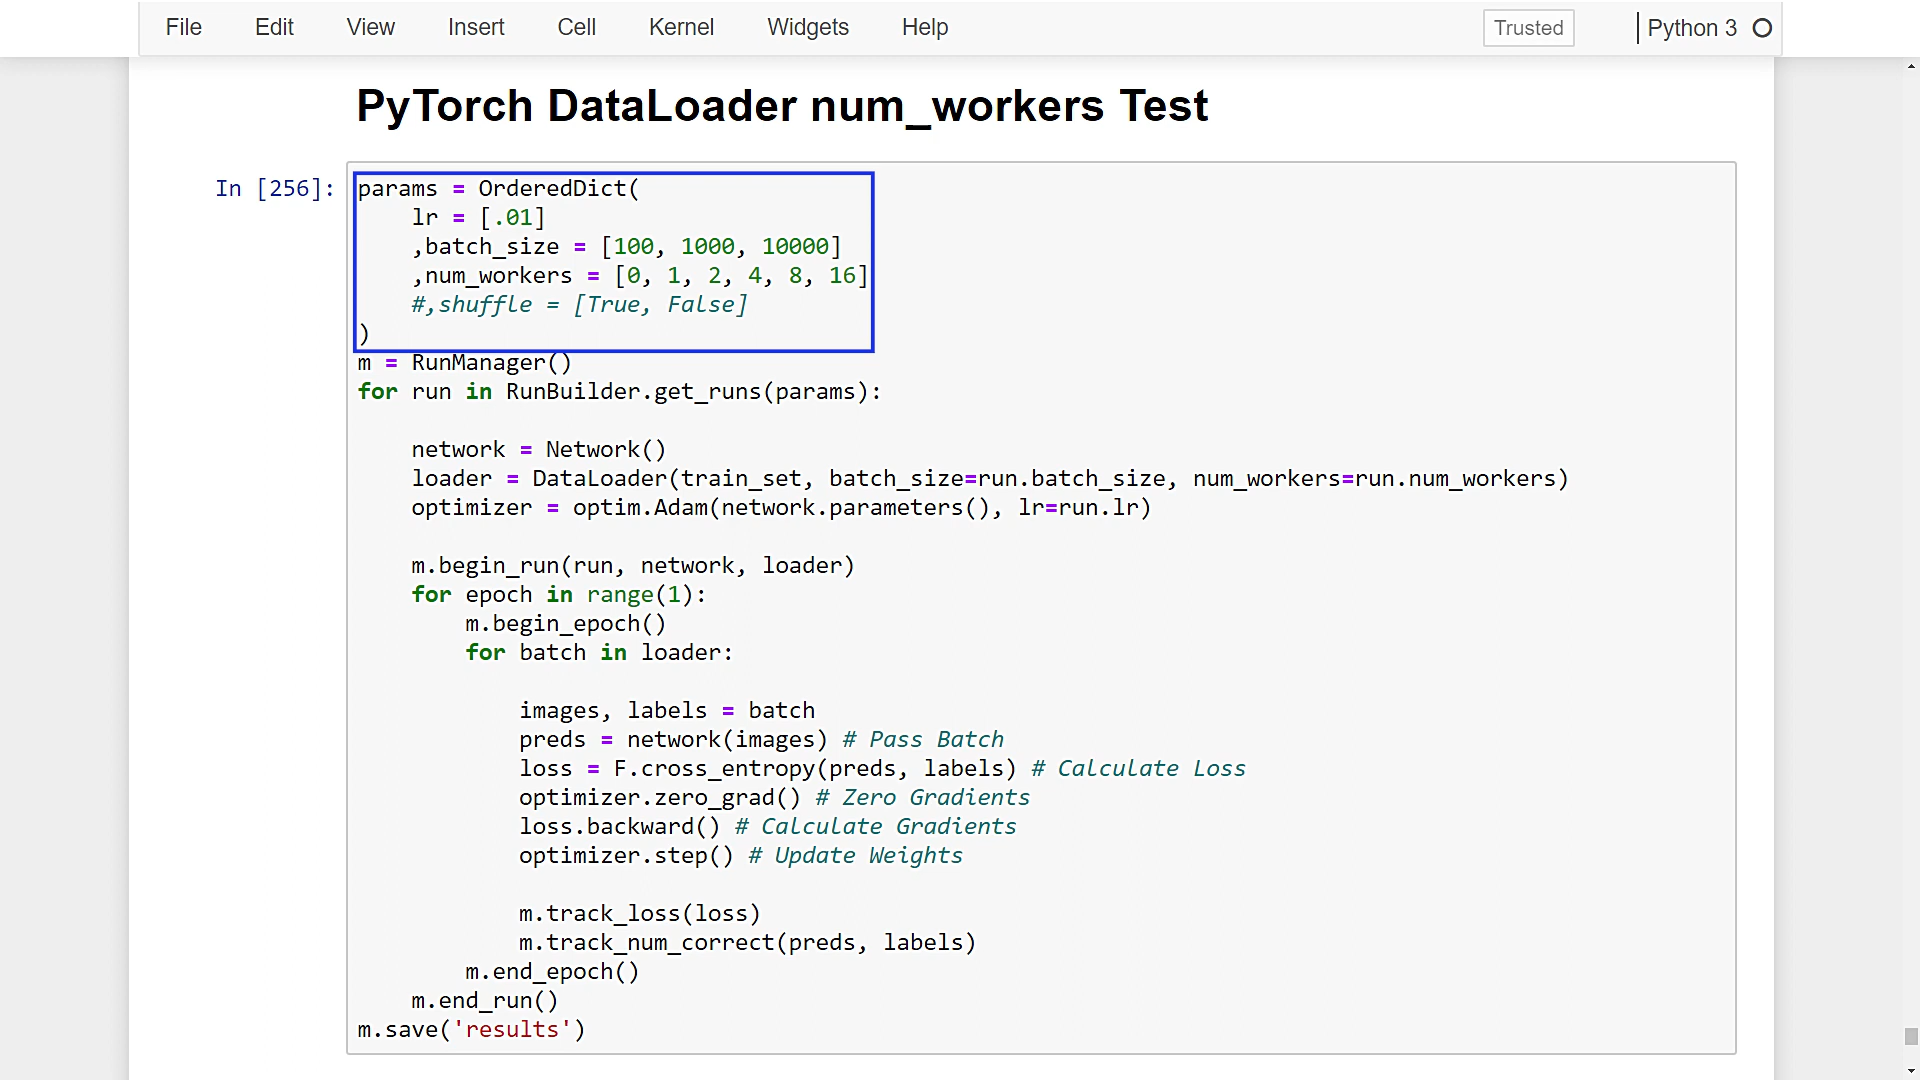 File Edit View Insert Cell Kernel Widgets Help Trusted Python 3
PyTorch DataLoader num_workers Test
In [256]:
params = OrderedDict(
    lr = [.01]
    ,batch_size = [100, 1000, 10000]
    ,num_workers = [0, 1, 2, 4, 8, 16]
    #,shuffle = [True, False]
)
m = RunManager()
for run in RunBuilder.get_runs(params):

    network = Network()
    loader = DataLoader(train_set, batch_size=run.batch_size, num_workers=run.num_workers)
    optimizer = optim.Adam(network.parameters(), lr=run.lr)

    m.begin_run(run, network, loader)
    for epoch in range(1):
        m.begin_epoch()
        for batch in loader:

            images, labels = batch
            preds = network(images) # Pass Batch
            loss = F.cross_entropy(preds, labels) # Calculate Loss
            optimizer.zero_grad() # Zero Gradients
            loss.backward() # Calculate Gradients
            optimizer.step() # Update Weights

            m.track_loss(loss)
            m.track_num_correct(preds, labels)
        m.end_epoch()
    m.end_run()
m.save('results')